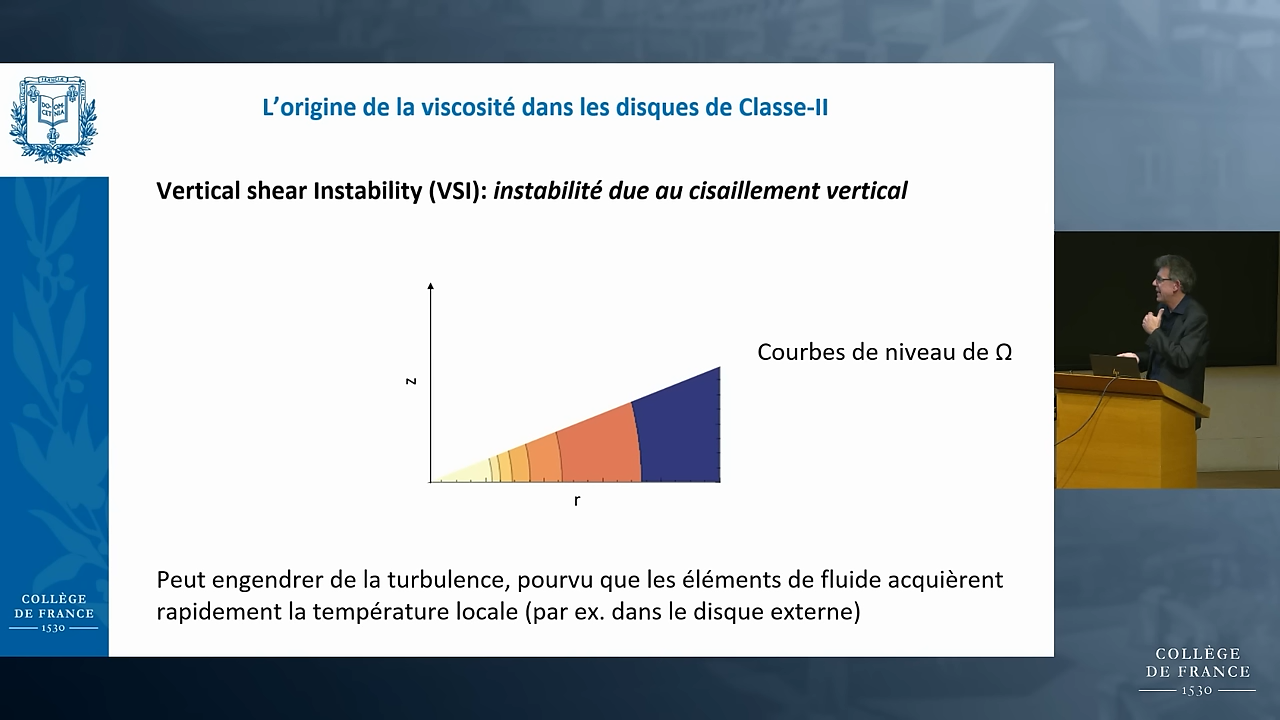 L'origine de la viscosité dans les disques de Classe-II
Vertical shear Instability (VSI): instabilité due au cisaillement vertical
z
Courbes de niveau de Ω
r
Peut engendrer de la turbulence, pourvu que les éléments de fluide acquièrent
rapidement la température locale (par ex. dans le disque externe)
COLLÈGE
DE FRANCE
1530
COLLÈGE
DE FRANCE
1530